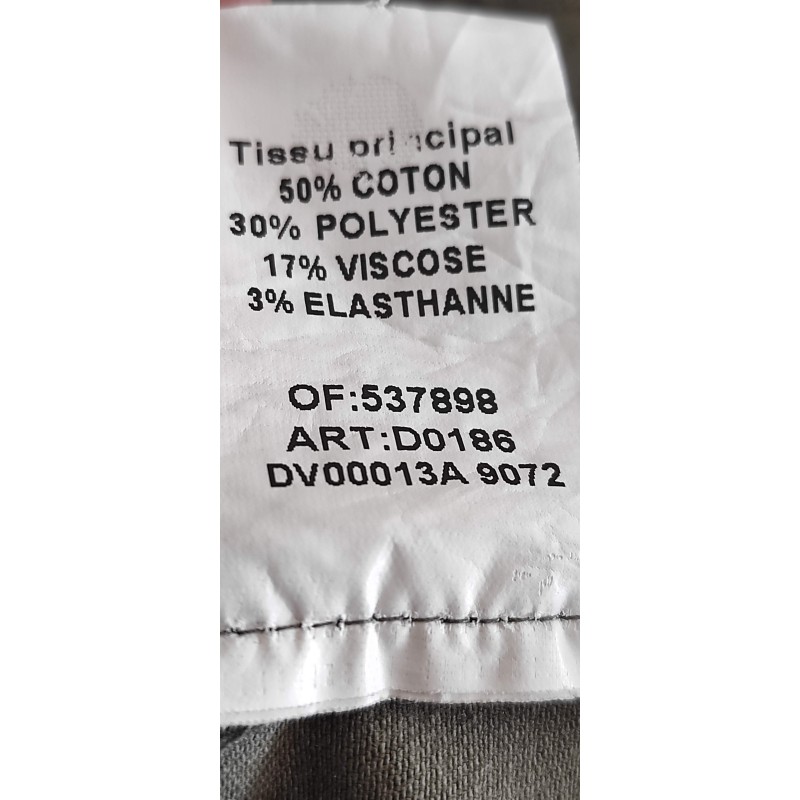 Tissu principal
50% COTON
30% POLYESTER
17% VISCOSE
3% ELASTHANNE
OF:537898
ART:D0186
DV00013A 9072